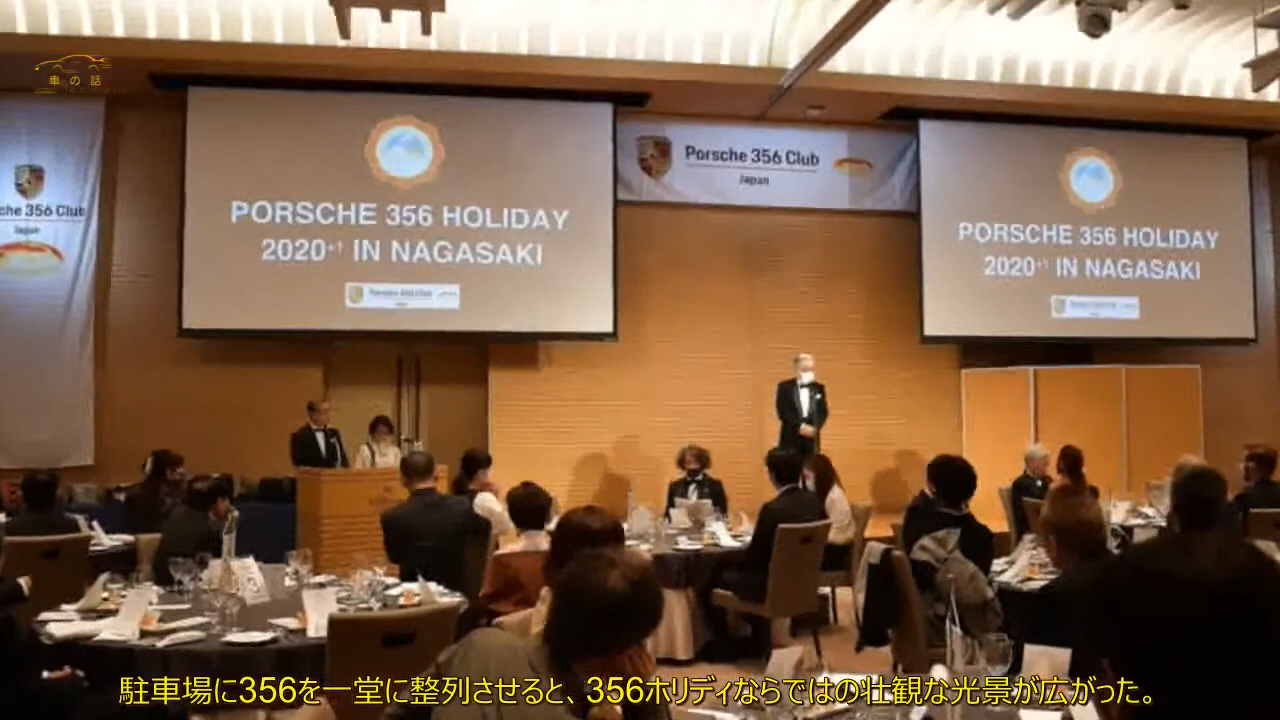 車の話
PORSCHE 356 HOLIDAY
2020+1 IN NAGASAKI
Porsche 356 Club
Japan
Porsche 356 Club
Japan
PORSCHE 356 HOLIDAY
2020+1 IN NAGASAKI
che 356 Club
Japan
駐車場に356を一堂に整列させると、356ホリディならではの壮観な光景が広がった。